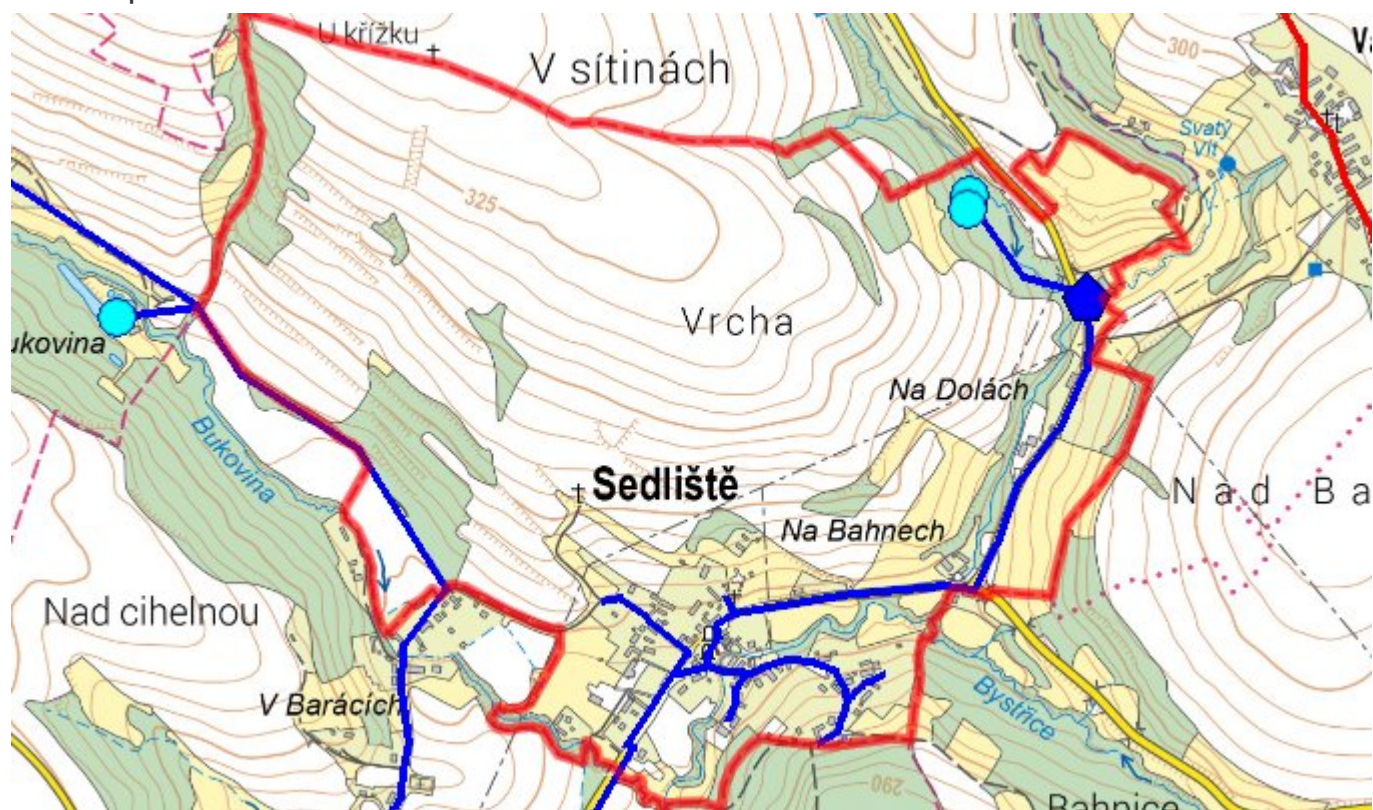 U křížku
V sítinách
300
Va
Svatý
Vít
325
Vrcha
ukovina
Na Dolách
Bukovina
Sedliště
Nad Ba
Na Bahnech
Nad cihelnou
V Barácích
Bystřice
290
Bahnice